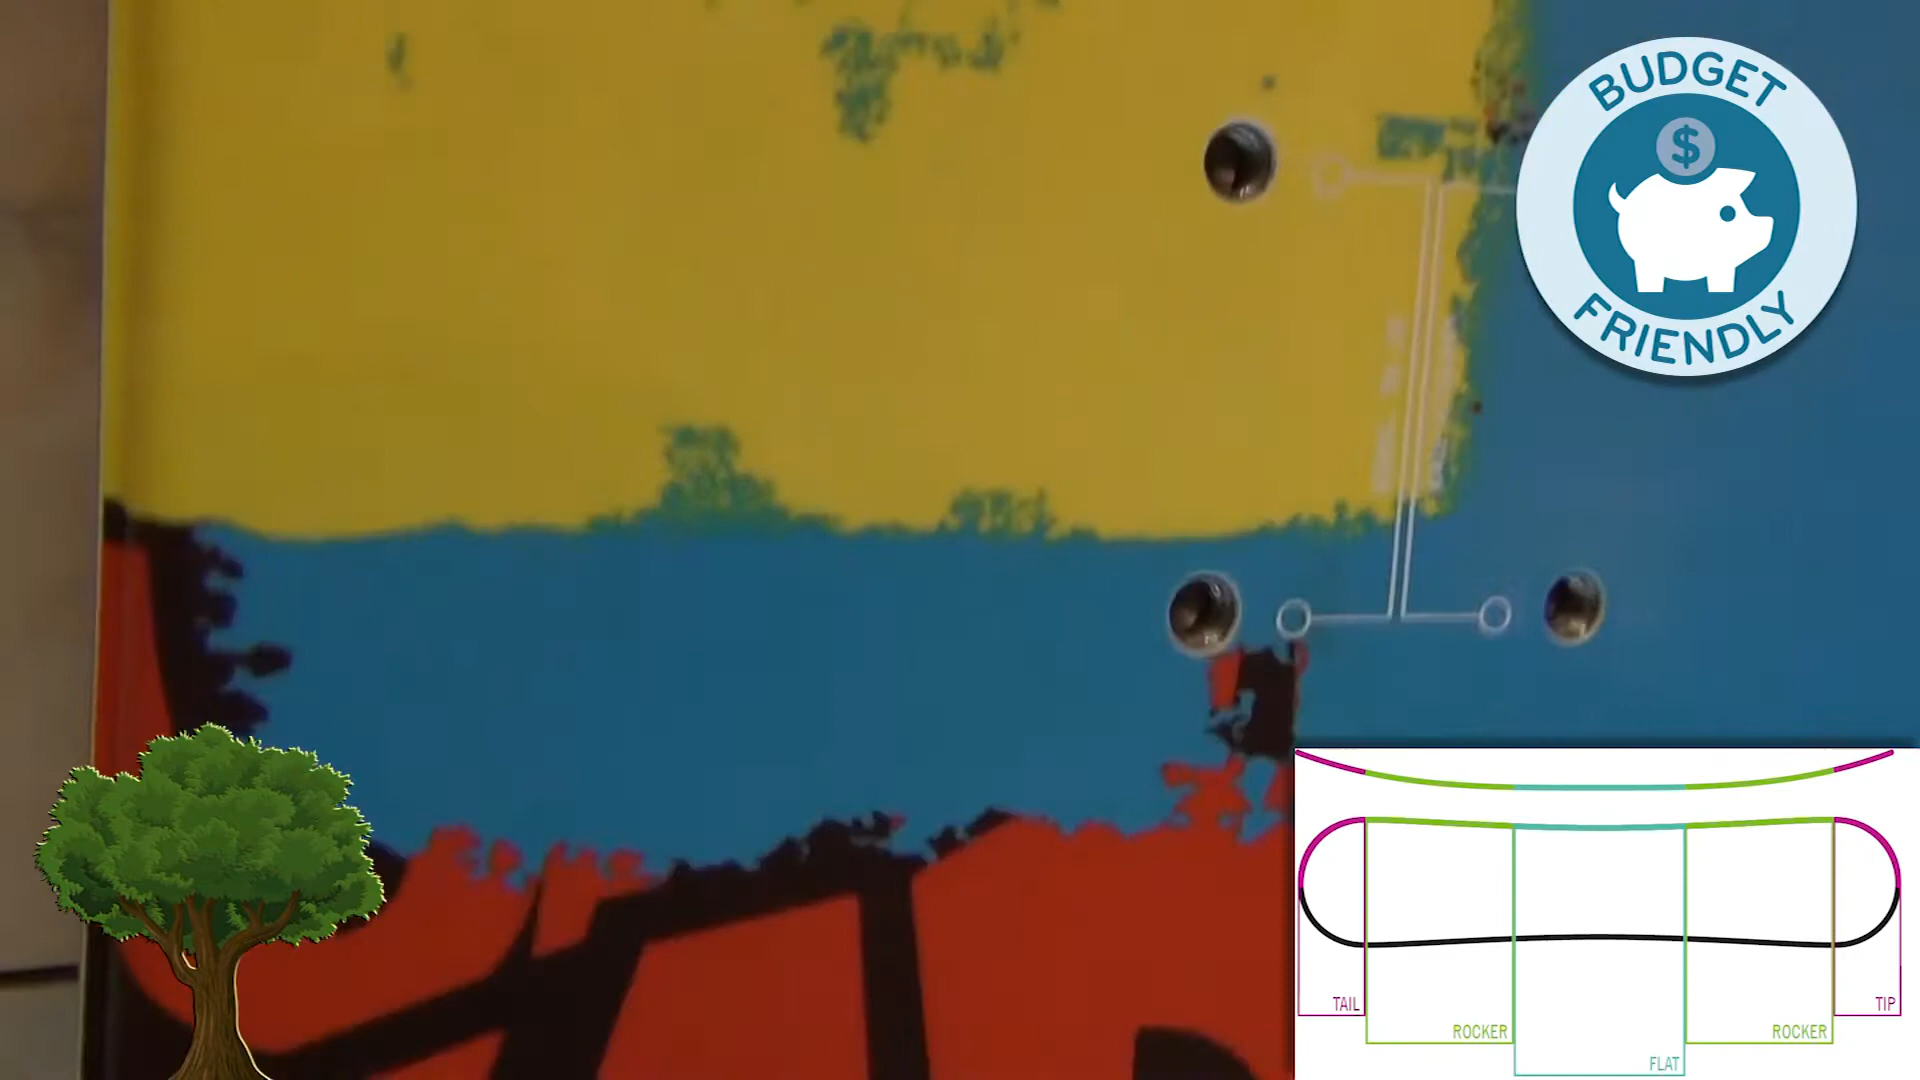 BUDGET
$
FRIENDLY
TAIL
TIP
ROCKER
ROCKER
FLAT